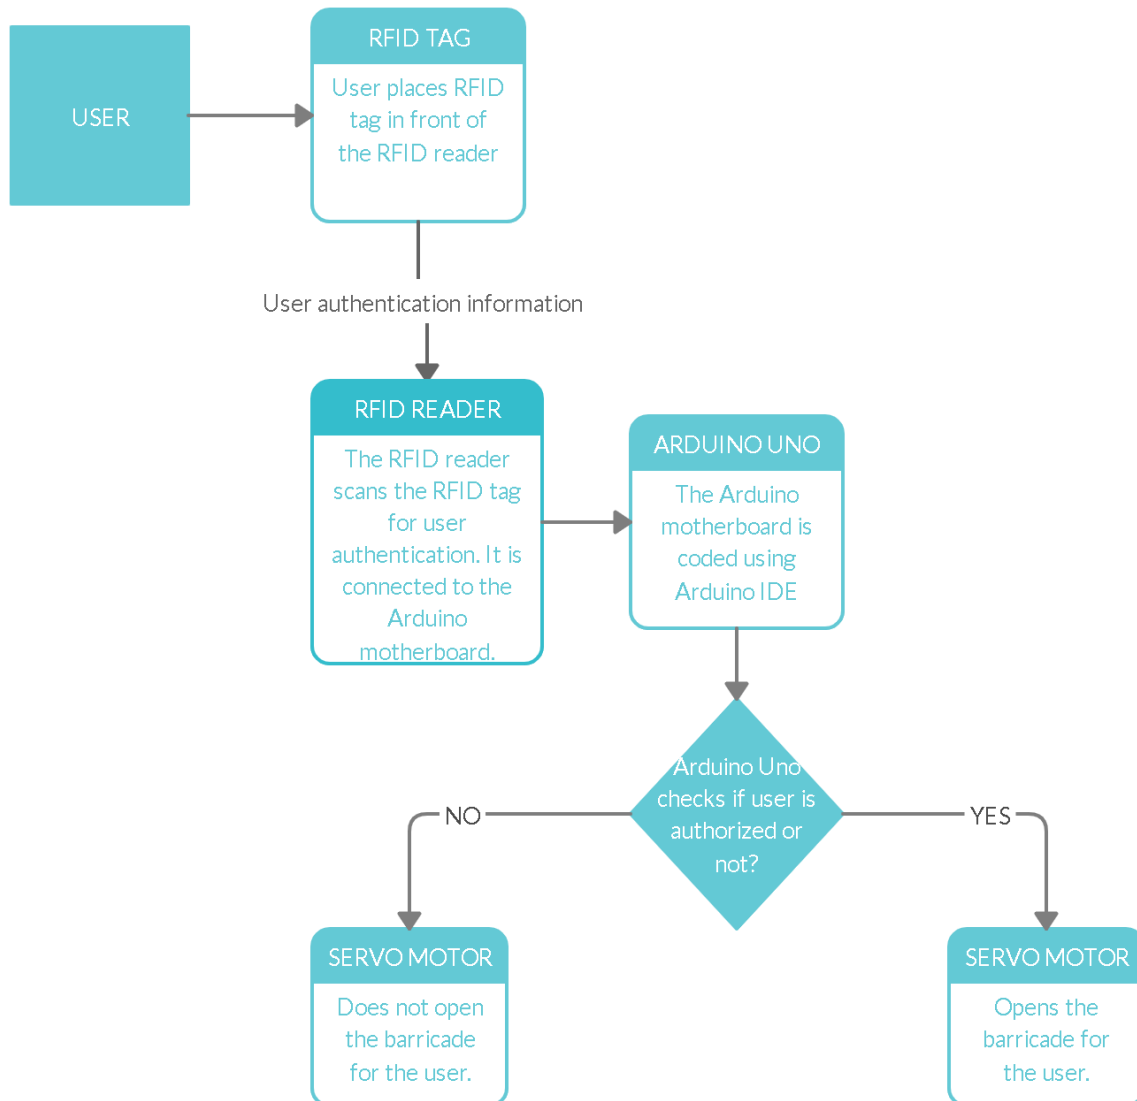 USER
RFID TAG
User places RFID
tag in front of
the RFID reader
User authentication information
RFID READER
The RFID reader
scans the RFID tag
for user
authentication. It is
connected to the
Arduino
motherboard.
ARDUINO UNO
The Arduino
motherboard is
coded using
Arduino IDE
Arduino Uno
checks if user is
authorized or
not?
NO
YES
SERVO MOTOR
Does not open
the barricade
for the user.
SERVO MOTOR
Opens the
barricade for
the user.